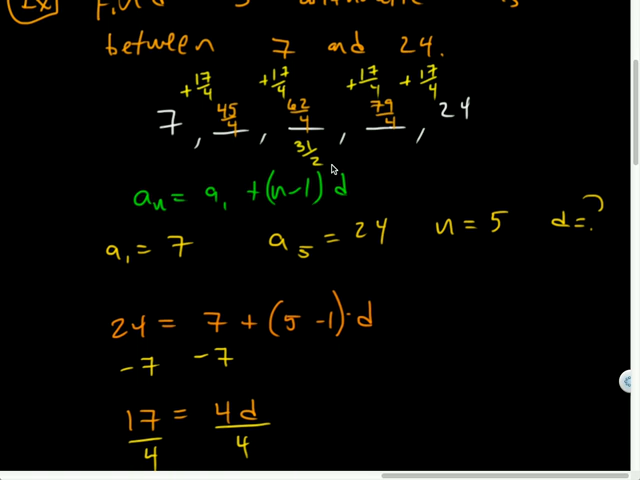 Ex
3
between 7 and 24.
+17/4 +17/4 +17/4 +17/4
7, 45/4, 62/4, 79/4, 24
31/2
aₙ = a₁ + (n-1) d
a₁ = 7 a₅ = 24 n = 5 d = ?
24 = 7 + (5 - 1) · d
-7 -7
17/4 = 4d/4